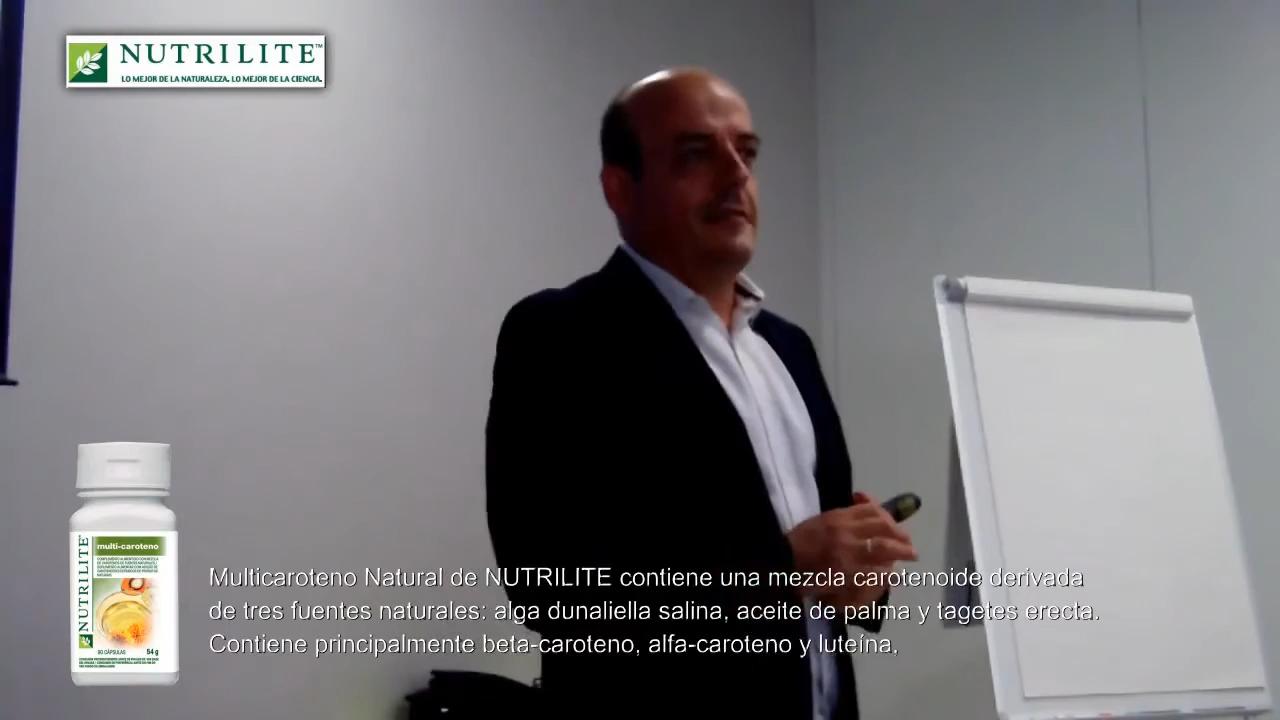 NUTRILITE™
LO MEJOR DE LA NATURALEZA. LO MEJOR DE LA CIENCIA.
NUTRILITE
multi-caroteno
90 CÁPSULAS 54 g
Multicaroteno Natural de NUTRILITE contiene una mezcla carotenoide derivada
de tres fuentes naturales: alga dunaliella salina, aceite de palma y tagetes erecta.
Contiene principalmente beta-caroteno, alfa-caroteno y luteína,